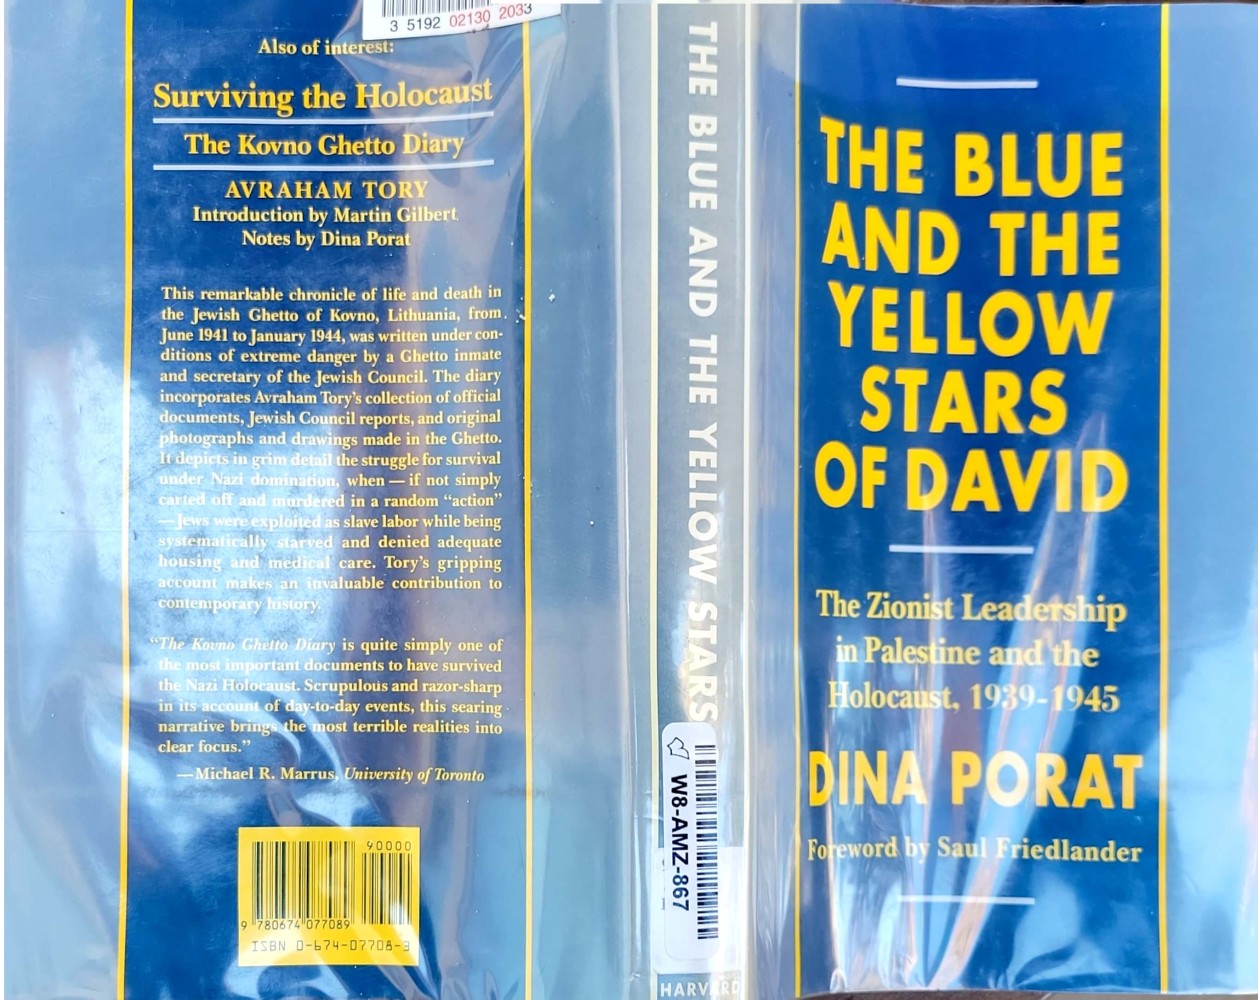 3 5192 02130 2033
Also of interest:
Surviving the Holocaust
The Kovno Ghetto Diary
AVRAHAM TORY
Introduction by Martin Gilbert
Notes by Dina Porat
This remarkable chronicle of life and death in
the Jewish Ghetto of Kovno, Lithuania, from
June 1941 to January 1944, was written under con-
ditions of extreme danger by a Ghetto inmate
and secretary of the Jewish Council. The diary
incorporates Avraham Tory's collection of official
documents, Jewish Council reports, and original
photographs and drawings made in the Ghetto.
It depicts in grim detail the struggle for survival
under Nazi domination, when — if not simply
carted off and murdered in a random "action"
—Jews were exploited as slave labor while being
systematically starved and denied adequate
housing and medical care. Tory's gripping
account makes an invaluable contribution to
contemporary history.
"The Kovno Ghetto Diary is quite simply one of
the most important documents to have survived
the Nazi Holocaust. Scrupulous and razor-sharp
in its account of day-to-day events, this searing
narrative brings the most terrible realities into
clear focus."
—Michael R. Marrus, University of Toronto
90000
9 780674 077089
ISBN 0-674-07708-3
THE BLUE AND THE YELLOW STARS
W8-AMZ-867
HARVARD
THE BLUE
AND THE
YELLOW
STARS
OF DAVID
The Zionist Leadership
in Palestine and the
Holocaust, 1939-1945
DINA PORAT
Foreword by Saul Friedlander